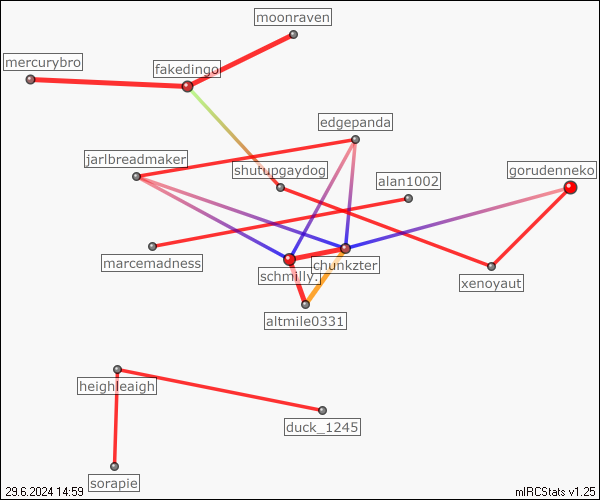 moonraven
mercurybro
fakedingo
edgepanda
jarlbreadmaker
shutupgaydog
gorudenneko
alan1002
marcemadness
chunkzter
schmilly.
xenoyaut
altmile0331
heighleaigh
duck_1245
sorapie
29.6.2024 14:59
mIRCStats v1.25